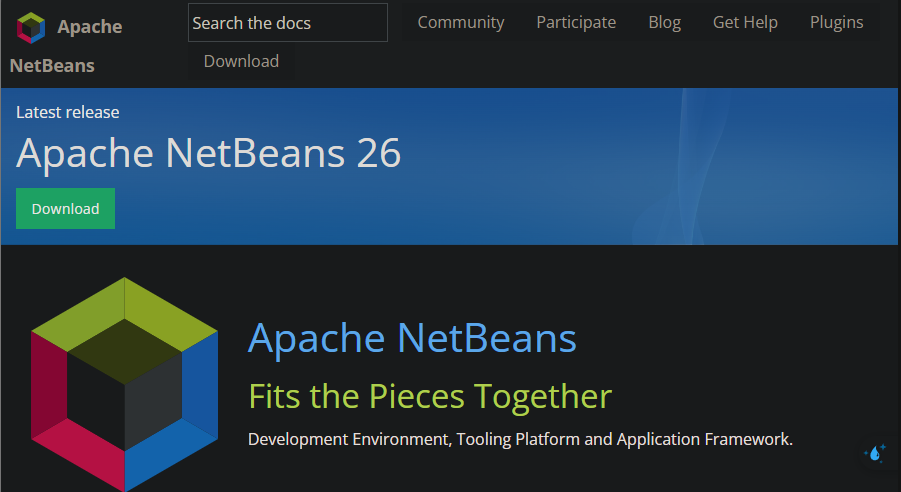 Apache
NetBeans
Search the docs
Community Participate Blog Get Help Plugins
Download
Latest release
Apache NetBeans 26
Download
Apache NetBeans
Fits the Pieces Together
Development Environment, Tooling Platform and Application Framework.